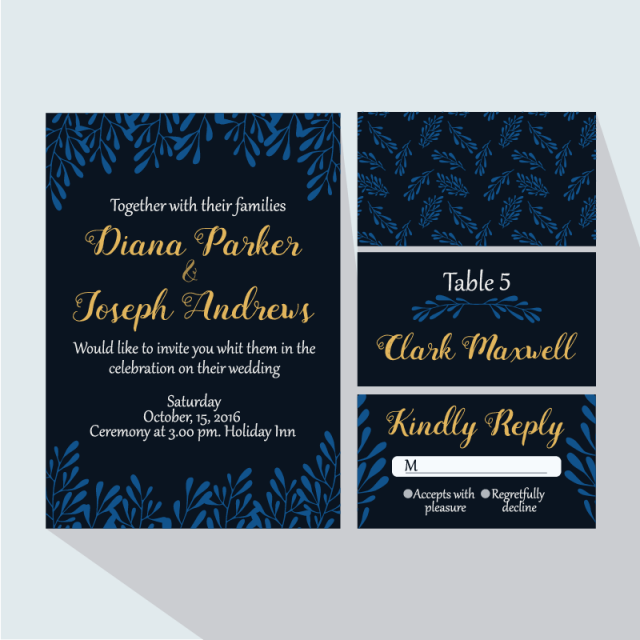 Together with their families
Diana Parker
&
Joseph Andrews
Would like to invite you whit them in the
celebration on their wedding
Saturday
October, 15, 2016
Ceremony at 3.00 pm. Holiday Inn
Table 5
Clark Maxwell
Kindly Reply
M
Accepts with pleasure
Regretfully decline